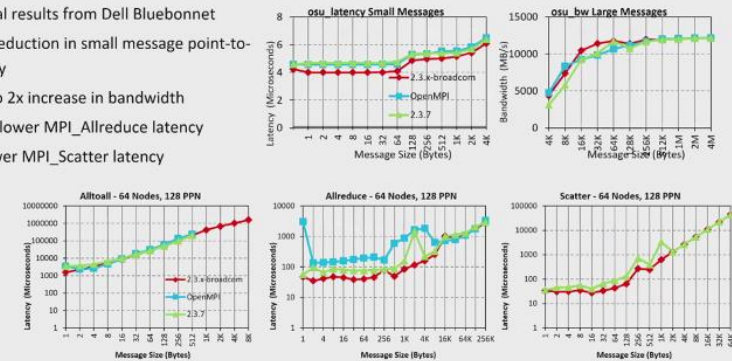 al results from Dell Bluebonnet
eduction in small message point-to-
y
o 2x increase in bandwidth
lower MPI_Allreduce latency
ver MPI_Scatter latency
osu_latency Small Messages
8
6
4
2
0
Latency (Microseconds)
1 2 4 8 16 32 64 128 256 512 1K 2K 4K
Message Size (Bytes)
2.3.x-broadcom
OpenMPI
2.3.7
osu_bw Large Messages
15000
10000
5000
0
Bandwidth (MB/s)
4K 8K 16K 32K 64K 128K 256K 512K 1M 2M 4M
Message Size (Bytes)
Alltoall - 64 Nodes, 128 PPN
10000000
1000000
100000
10000
1000
100
10
1
Latency (Microseconds)
1 2 4 8 16 32 64 128 256 512 1K 2K 4K 8K
Message Size (Bytes)
2.3.x-broadcom
OpenMPI
2.3.7
Allreduce - 64 Nodes, 128 PPN
10000
1000
100
10
1
Latency (Microseconds)
1 4 16 64 256 1K 4K 16K 64K 256K
Message Size (Bytes)
Scatter - 64 Nodes, 128 PPN
100000
10000
1000
100
10
1
Latency (Microseconds)
1 2 4 8 16 32 64 128 256 512 1K 2K 4K 8K 16K 32K 64K
Message Size (Bytes)